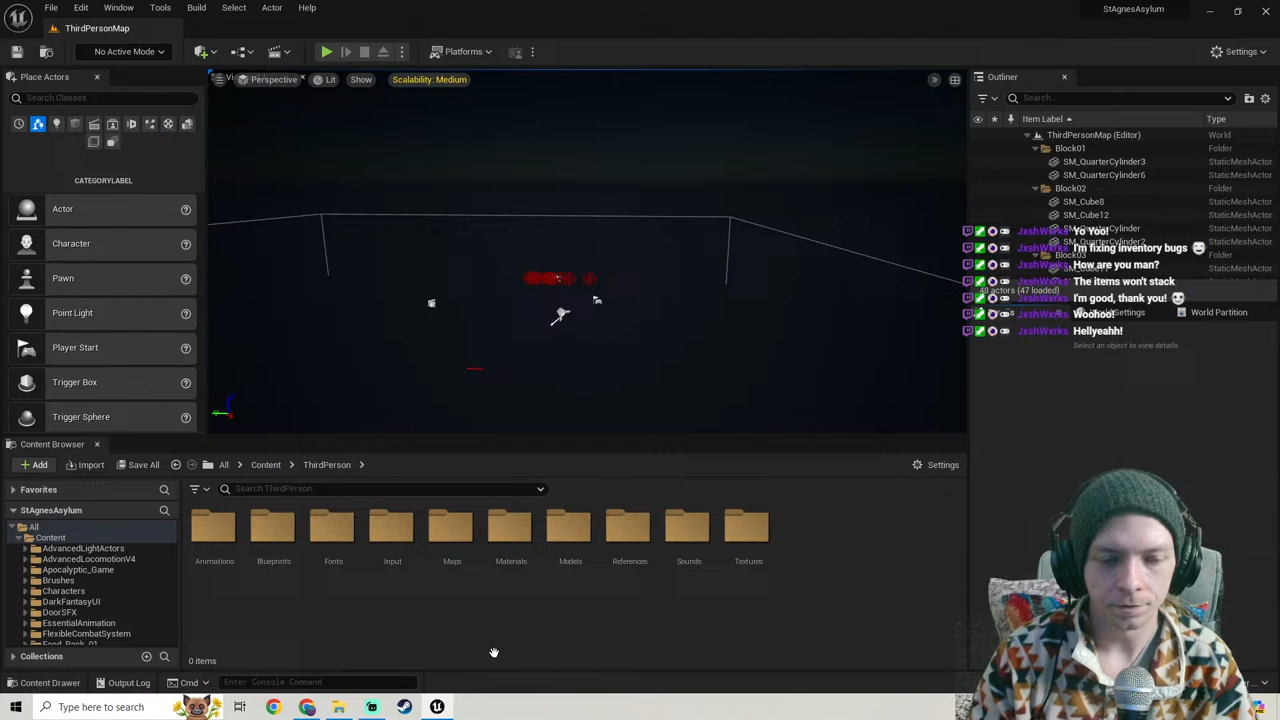 File Edit Window Tools Build Select Actor Help
StAgnesAsylum
ThirdPersonMap
No Active Mode
Platforms
Settings
Place Actors
Search Classes
CATEGORYLABEL
Actor
Character
Pawn
Point Light
Player Start
Trigger Box
Trigger Sphere
Perspective
Lit
Show
Scalability: Medium
Outliner
Search...
Item Label
Type
ThirdPersonMap (Editor) World
Block01 Folder
SM_QuarterCylinder3 StaticMeshActor
SM_QuarterCylinder6 StaticMeshActor
Block02 Folder
SM_Cube8 StaticMeshActor
SM_Cube12 StaticMeshActor
SM_QuarterCylinder StaticMeshActor
SM_QuarterCylinder2 StaticMeshActor
Block03 Folder
48 actors (47 loaded)
World Partition
Select an object to view details.
JxshWxrks Yo Yoo!
JxshWxrks I'm fixing inventory bugs
JxshWxrks How are you man?
JxshWxrks The items won't stack
JxshWxrks I'm good, thank you!
JxshWxrks Woohoo!
JxshWxrks Hellyeahh!
Content Browser
Add
Import
Save All
All
Content
ThirdPerson
Settings
Favorites
Search ThirdPerson
StAgnesAsylum
All
Content
AdvancedLightActors
AdvancedLocomotionV4
Apocalyptic_Game
Brushes
Characters
DarkFantasyUI
DoorSFX
EssentialAnimation
FlexibleCombatSystem
Food_Pack_01
Animations Blueprints Fonts Input Maps Materials Models References Sounds Textures
Collections
0 items
Content Drawer
Output Log
Cmd
Enter Console Command
Type here to search